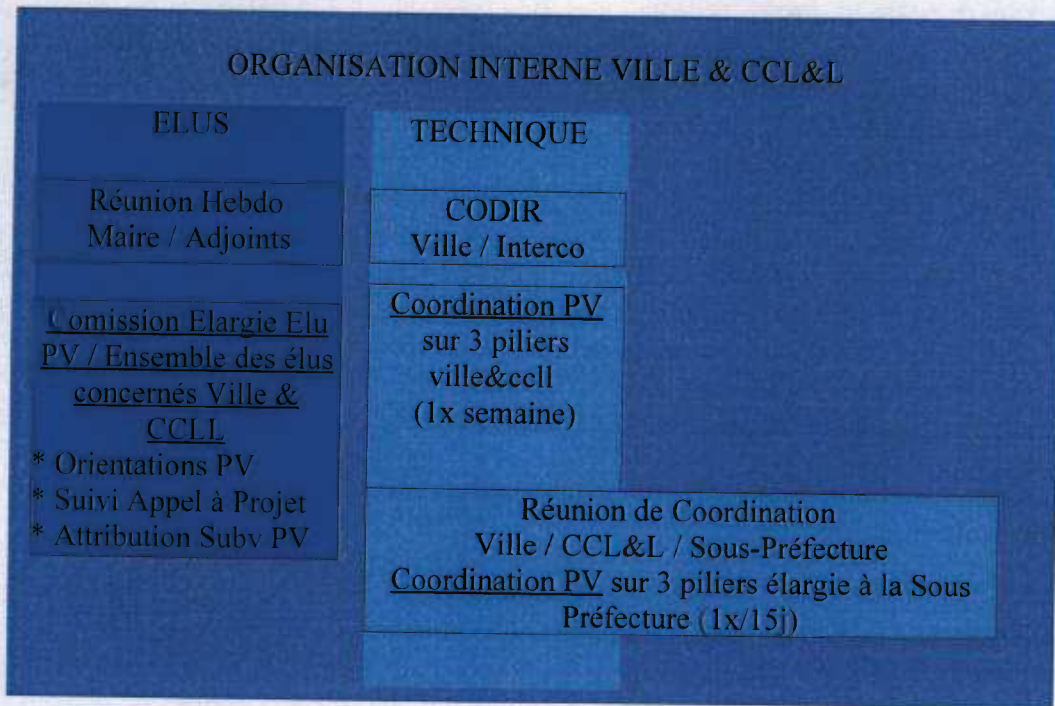 ORGANISATION INTERNE VILLE & CCL&L
ELUS
Réunion Hebdo
Maire / Adjoints
Comission Elargie Elu
PV / Ensemble des élus
concernés Ville &
CCLL
* Orientations PV
* Suivi Appel à Projet
* Attribution Subv PV
TECHNIQUE
CODIR
Ville / Interco
Coordination PV
sur 3 piliers
ville&ccll
(1x semaine)
Réunion de Coordination
Ville / CCL&L / Sous-Préfecture
Coordination PV sur 3 piliers élargie à la Sous
Préfecture (1x/15j)